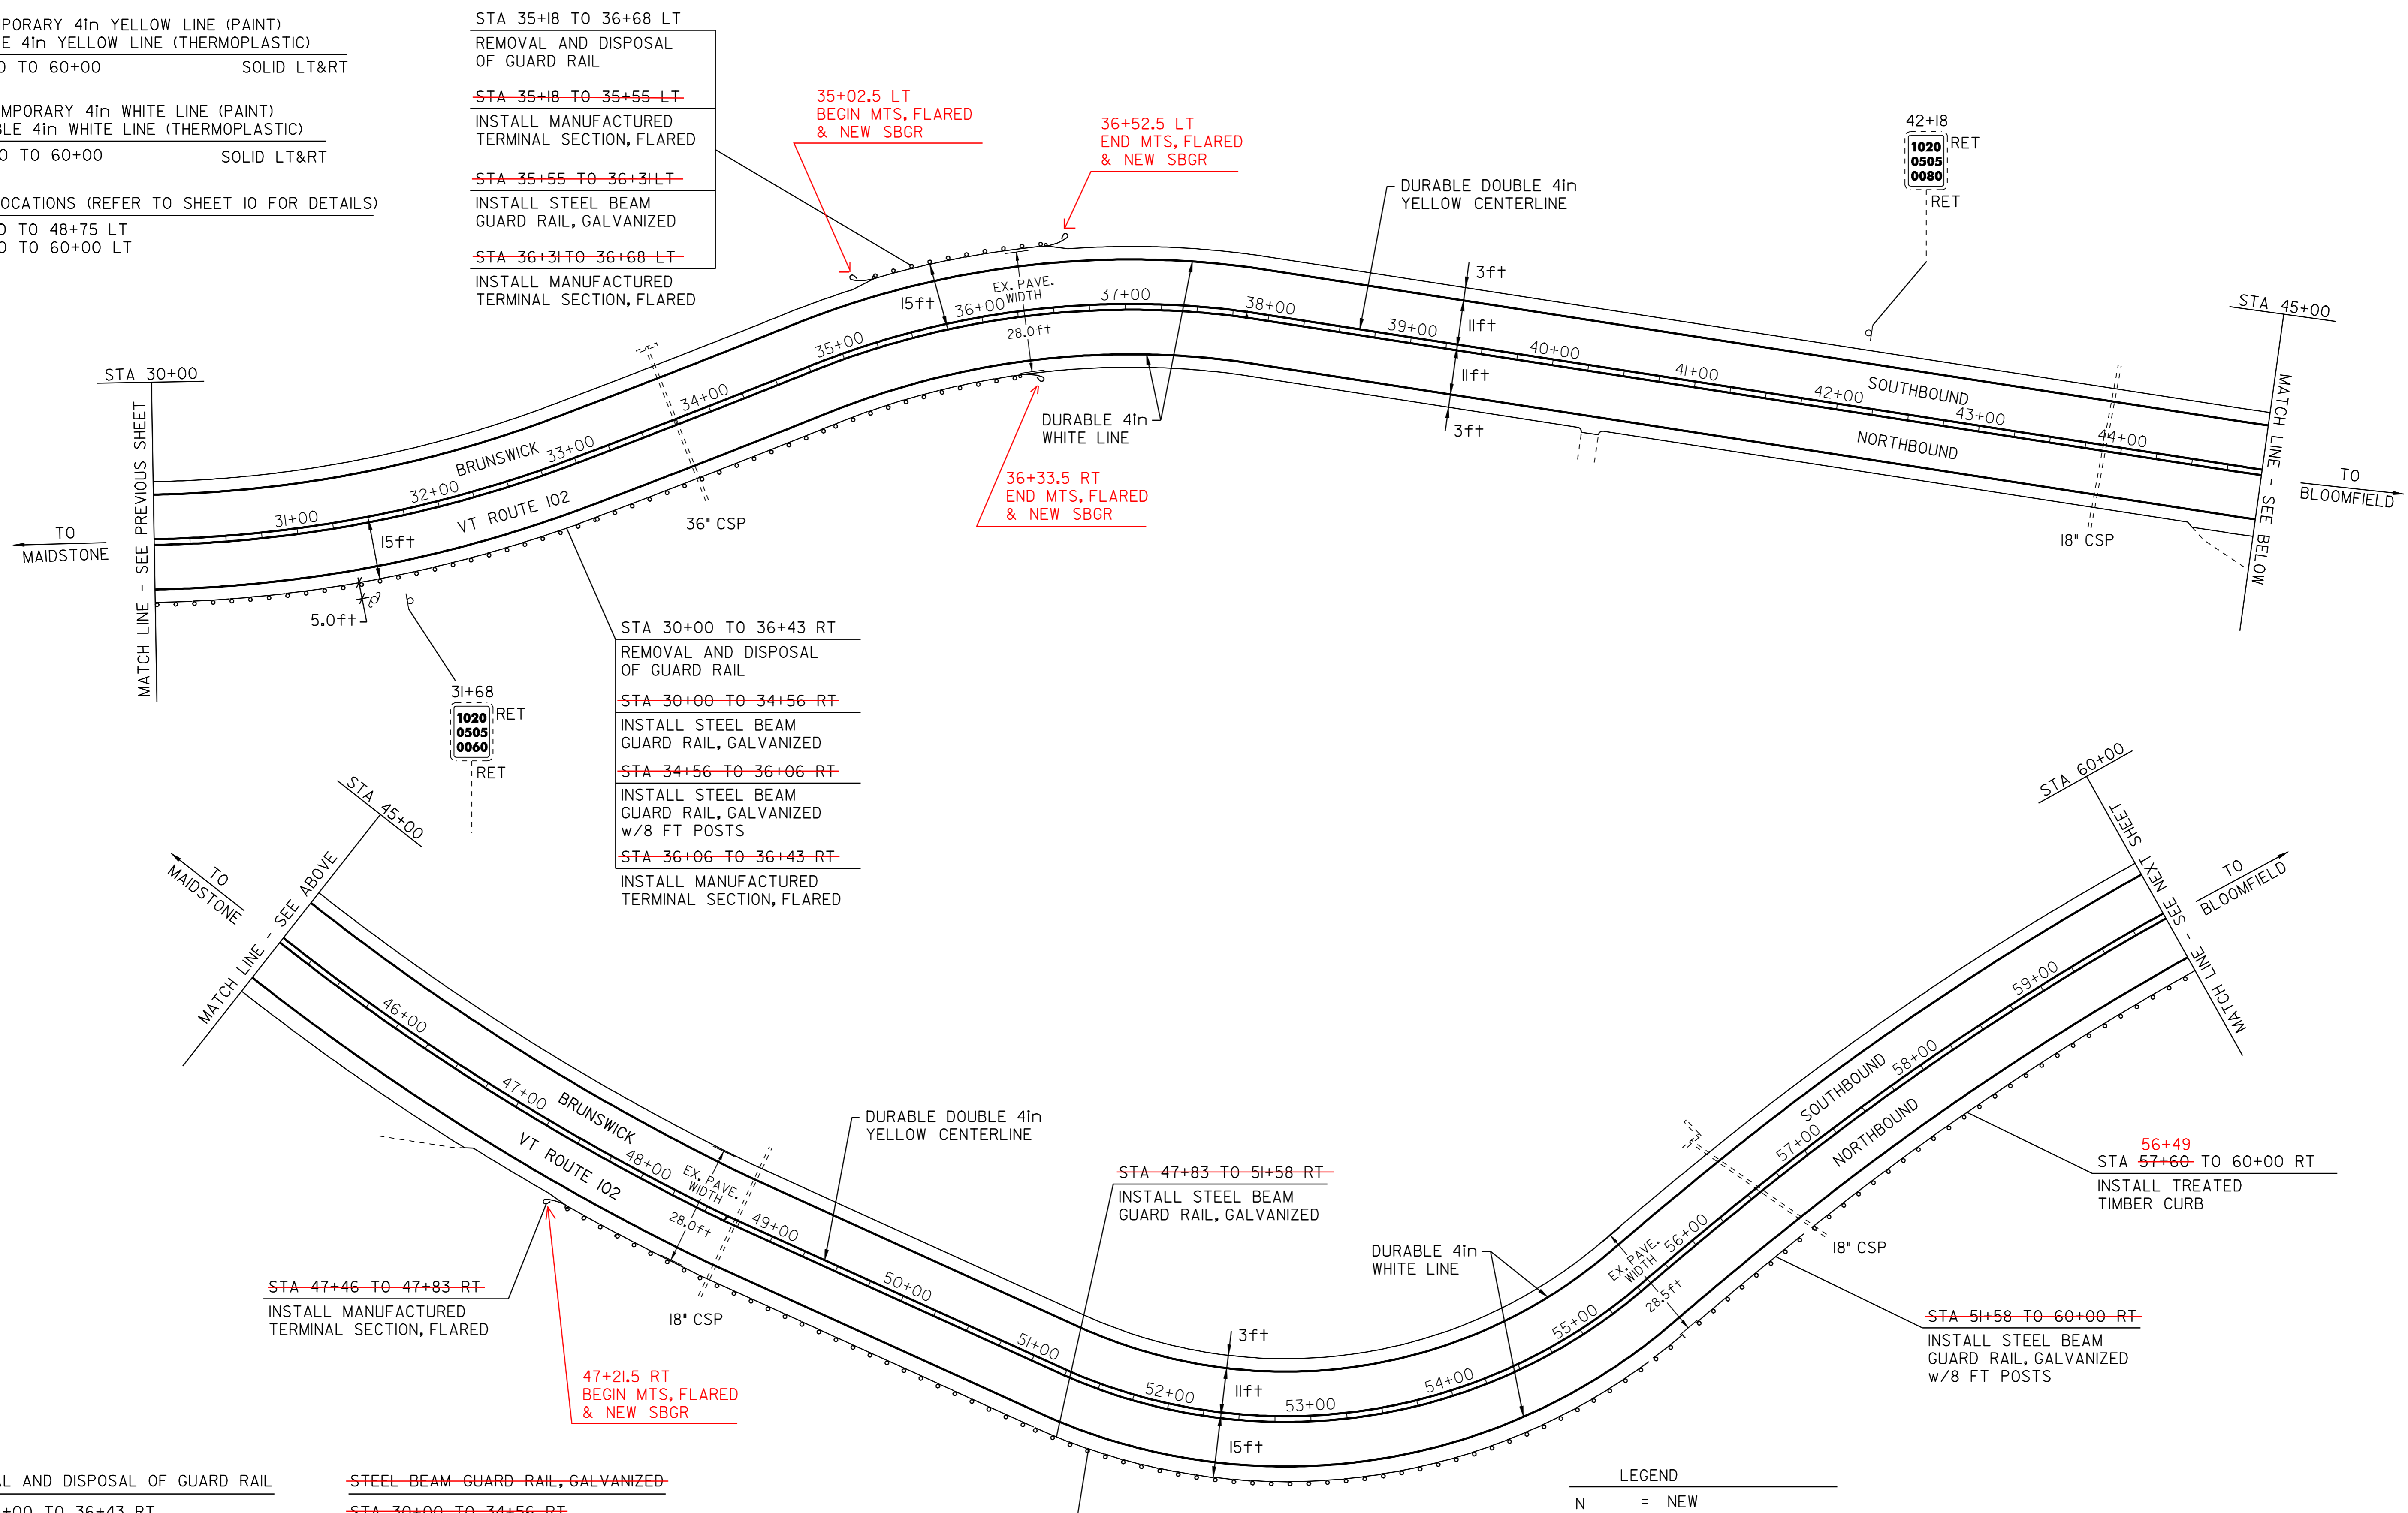 MPORARY 4in YELLOW LINE (PAINT)
E 4in YELLOW LINE (THERMOPLASTIC)
0 TO 60+00 SOLID LT&RT
MPORARY 4in WHITE LINE (PAINT)
BLE 4in WHITE LINE (THERMOPLASTIC)
0 TO 60+00 SOLID LT&RT
OCATIONS (REFER TO SHEET 10 FOR DETAILS)
0 TO 48+75 LT
0 TO 60+00 LT
STA 35+18 TO 36+68 LT
REMOVAL AND DISPOSAL
OF GUARD RAIL
STA 35+18 TO 35+55 LT
INSTALL MANUFACTURED
TERMINAL SECTION, FLARED
STA 35+55 TO 36+31 LT
INSTALL STEEL BEAM
GUARD RAIL, GALVANIZED
STA 36+31 TO 36+68 LT
INSTALL MANUFACTURED
TERMINAL SECTION, FLARED
35+02.5 LT
BEGIN MTS, FLARED
& NEW SBGR
36+52.5 LT
END MTS, FLARED
& NEW SBGR
DURABLE DOUBLE 4in
YELLOW CENTERLINE
42+18
1020
0505
0080
RET
RET
STA 30+00
MATCH LINE - SEE PREVIOUS SHEET
TO
MAIDSTONE
31+00
32+00
33+00
34+00
35+00
36+00
37+00
38+00
39+00
40+00
41+00
42+00
43+00
44+00
BRUNSWICK
VT ROUTE 102
15ft
5.0ft
15ft
EX. PAVE.
WIDTH
28.0ft
3ft
11ft
11ft
3ft
SOUTHBOUND
NORTHBOUND
36" CSP
DURABLE 4in
WHITE LINE
36+33.5 RT
END MTS, FLARED
& NEW SBGR
18" CSP
STA 45+00
MATCH LINE - SEE BELOW
TO
BLOOMFIELD
31+68
1020
0505
0060
RET
RET
STA 30+00 TO 36+43 RT
REMOVAL AND DISPOSAL
OF GUARD RAIL
STA 30+00 TO 34+56 RT
INSTALL STEEL BEAM
GUARD RAIL, GALVANIZED
STA 34+56 TO 36+06 RT
INSTALL STEEL BEAM
GUARD RAIL, GALVANIZED
w/8 FT POSTS
STA 36+06 TO 36+43 RT
INSTALL MANUFACTURED
TERMINAL SECTION, FLARED
STA 45+00
MATCH LINE - SEE ABOVE
TO
MAIDSTONE
46+00
47+00
48+00
49+00
50+00
51+00
52+00
53+00
54+00
55+00
56+00
57+00
58+00
59+00
BRUNSWICK
VT ROUTE 102
EX. PAVE.
WIDTH
28.0ft
DURABLE DOUBLE 4in
YELLOW CENTERLINE
STA 47+83 TO 51+58 RT
INSTALL STEEL BEAM
GUARD RAIL, GALVANIZED
STA 47+46 TO 47+83 RT
INSTALL MANUFACTURED
TERMINAL SECTION, FLARED
47+21.5 RT
BEGIN MTS, FLARED
& NEW SBGR
18" CSP
3ft
11ft
15ft
DURABLE 4in
WHITE LINE
EX. PAVE.
WIDTH
28.5ft
SOUTHBOUND
NORTHBOUND
18" CSP
STA 60+00
MATCH LINE - SEE NEXT SHEET
TO
BLOOMFIELD
56+49
STA 57+60 TO 60+00 RT
INSTALL TREATED
TIMBER CURB
STA 51+58 TO 60+00 RT
INSTALL STEEL BEAM
GUARD RAIL, GALVANIZED
w/8 FT POSTS
AL AND DISPOSAL OF GUARD RAIL
+00 TO 36+43 RT
STEEL BEAM GUARD RAIL, GALVANIZED
STA 30+00 TO 34+56 RT
LEGEND
N = NEW